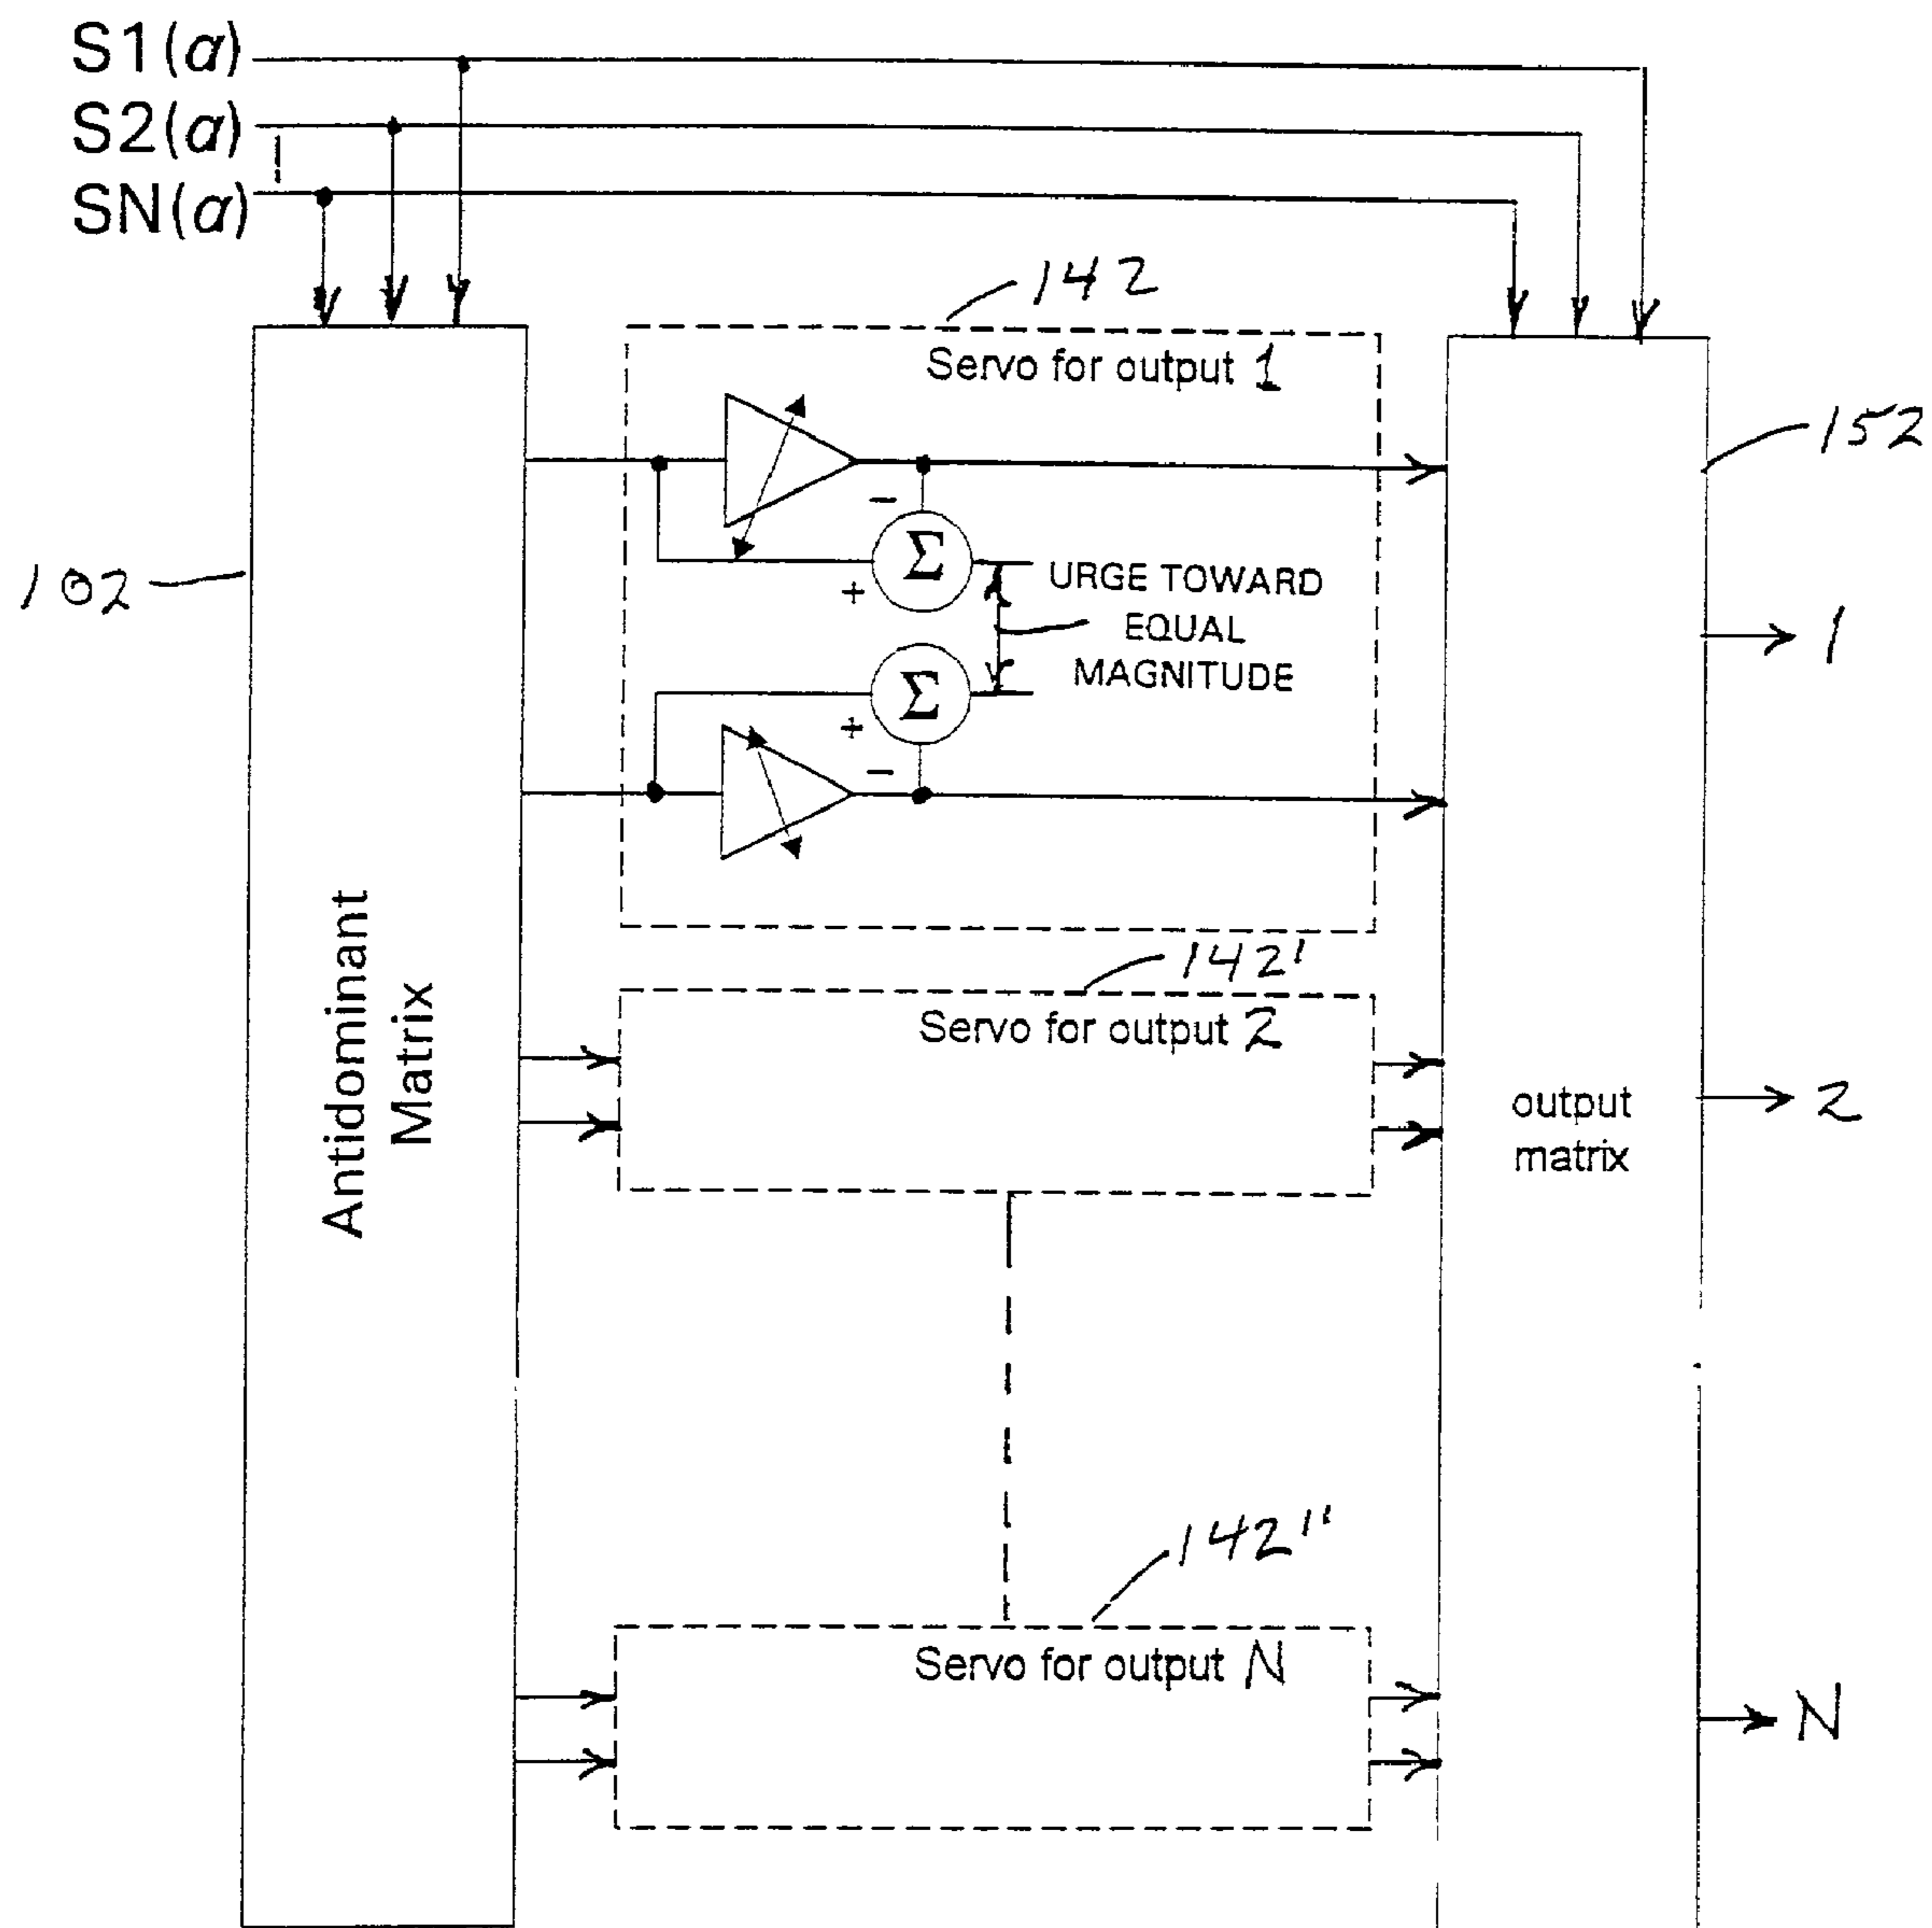 S1(α)
S2(α)
SN(α)
142
Servo for output 1
152
-
Σ
+
102
URGE TOWARD
EQUAL
MAGNITUDE
1
Σ
+
-
142'
Servo for output 2
Antidominant
Matrix
output
matrix
2
142"
Servo for output N
N